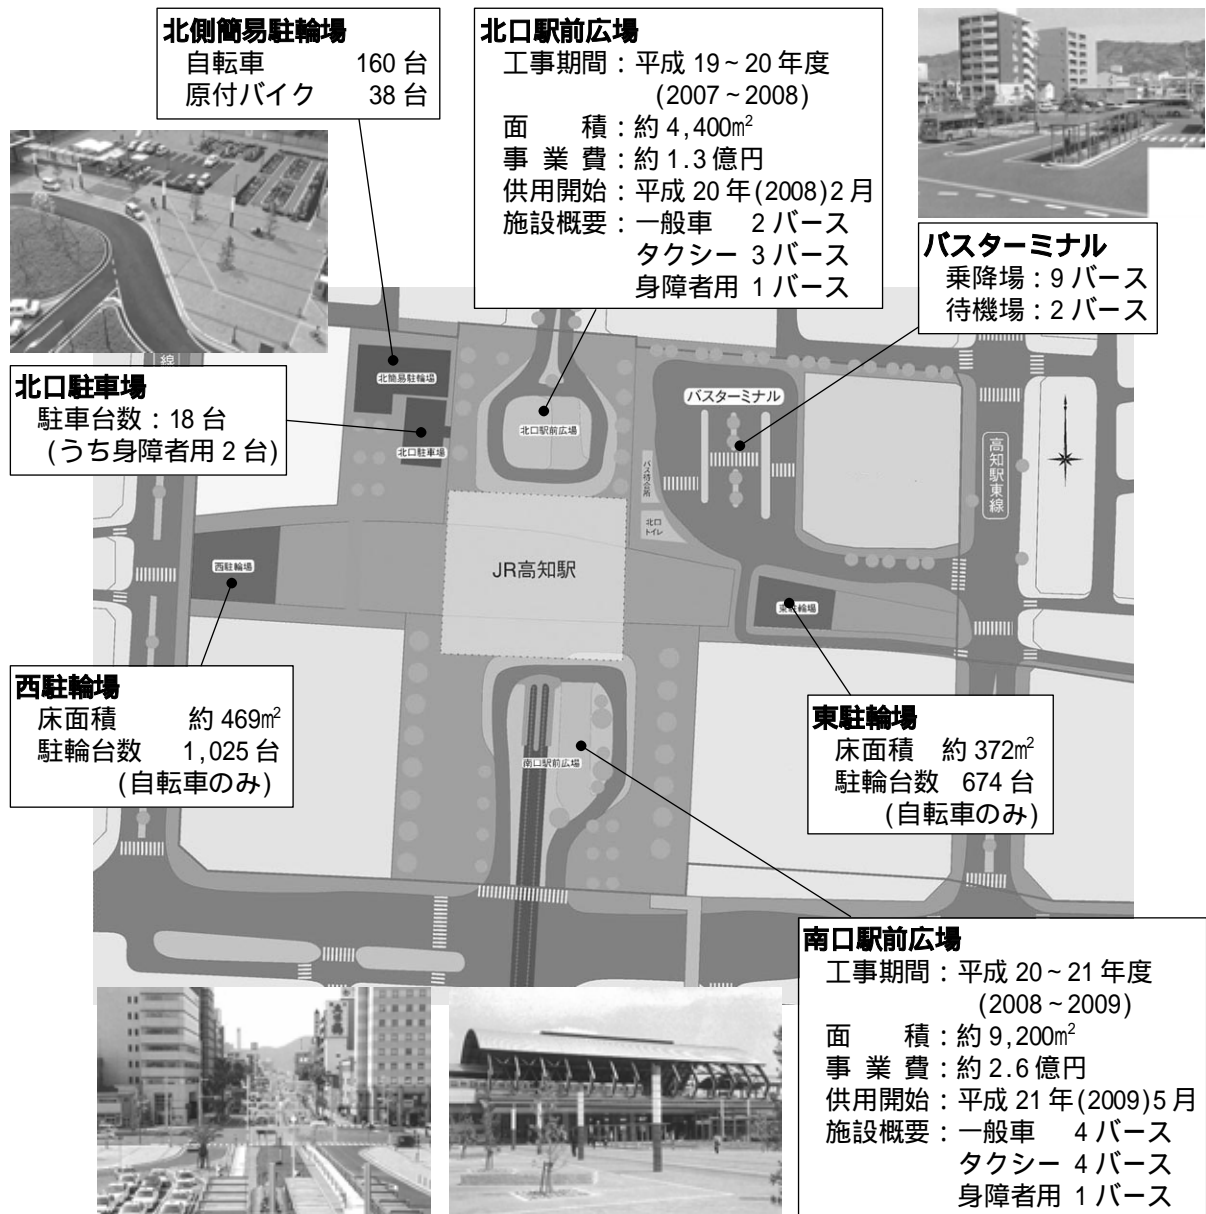 北側簡易駐輪場
自転車 160台
原付バイク 38台
北口駅前広場
工事期間：平成19~20年度
(2007~2008)
面積：約4,400㎡
事業費：約1.3億円
供用開始：平成20年(2008)2月
施設概要：一般車 2バース
タクシー 3バース
身障者用 1バース
バスターミナル
乗降場：9バース
待機場：2バース
北口駐車場
駐車台数：18台
(うち身障者用2台)
線
北簡易駐輪場
北口駐車場
北口駅前広場
バスターミナル
バス待合所
北口
トイレ
高知駅東線
JR高知駅
西駐輪場
東駐輪場
南口駅前広場
西駐輪場
床面積 約469㎡
駐輪台数 1,025台
(自転車のみ)
東駐輪場
床面積 約372㎡
駐輪台数 674台
(自転車のみ)
南口駅前広場
工事期間：平成20~21年度
(2008~2009)
面積：約9,200㎡
事業費：約2.6億円
供用開始：平成21年(2009)5月
施設概要：一般車 4バース
タクシー 4バース
身障者用 1バース